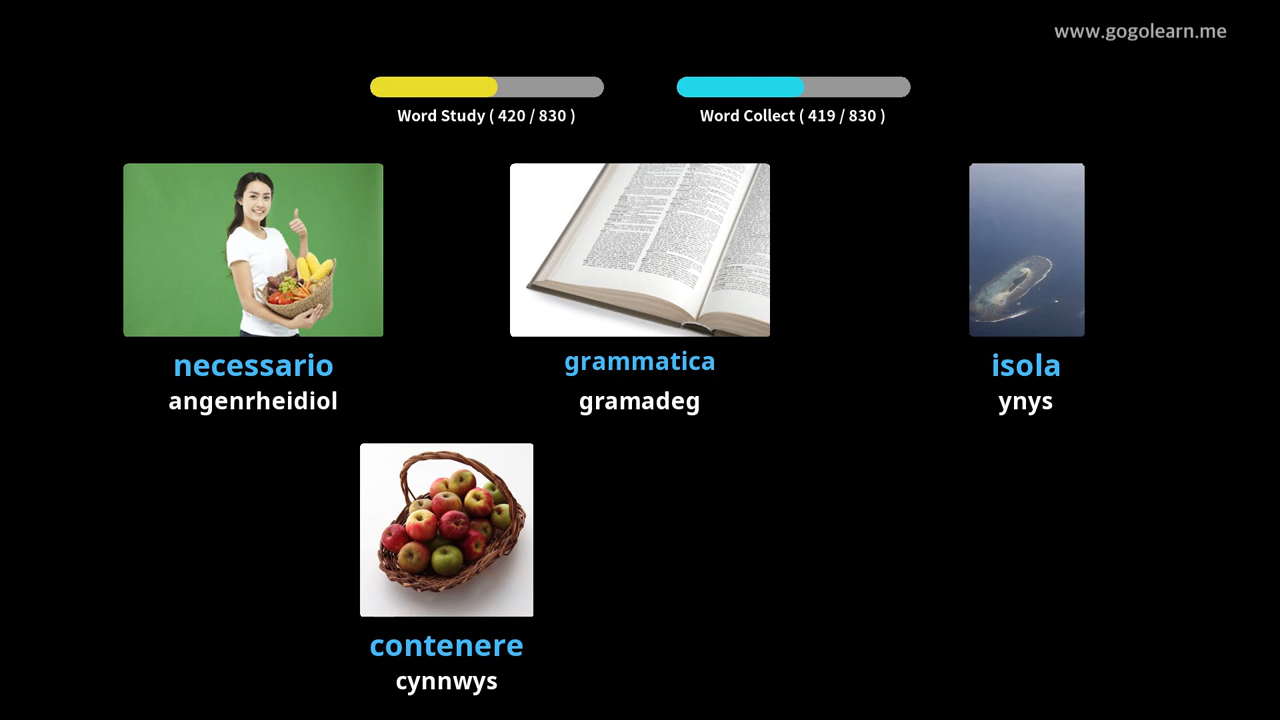 www.gogolearn.me
Word Study ( 420 / 830 )
Word Collect ( 419 / 830 )
necessario
angenrheidiol
grammatica
gramadeg
isola
ynys
contenere
cynnwys